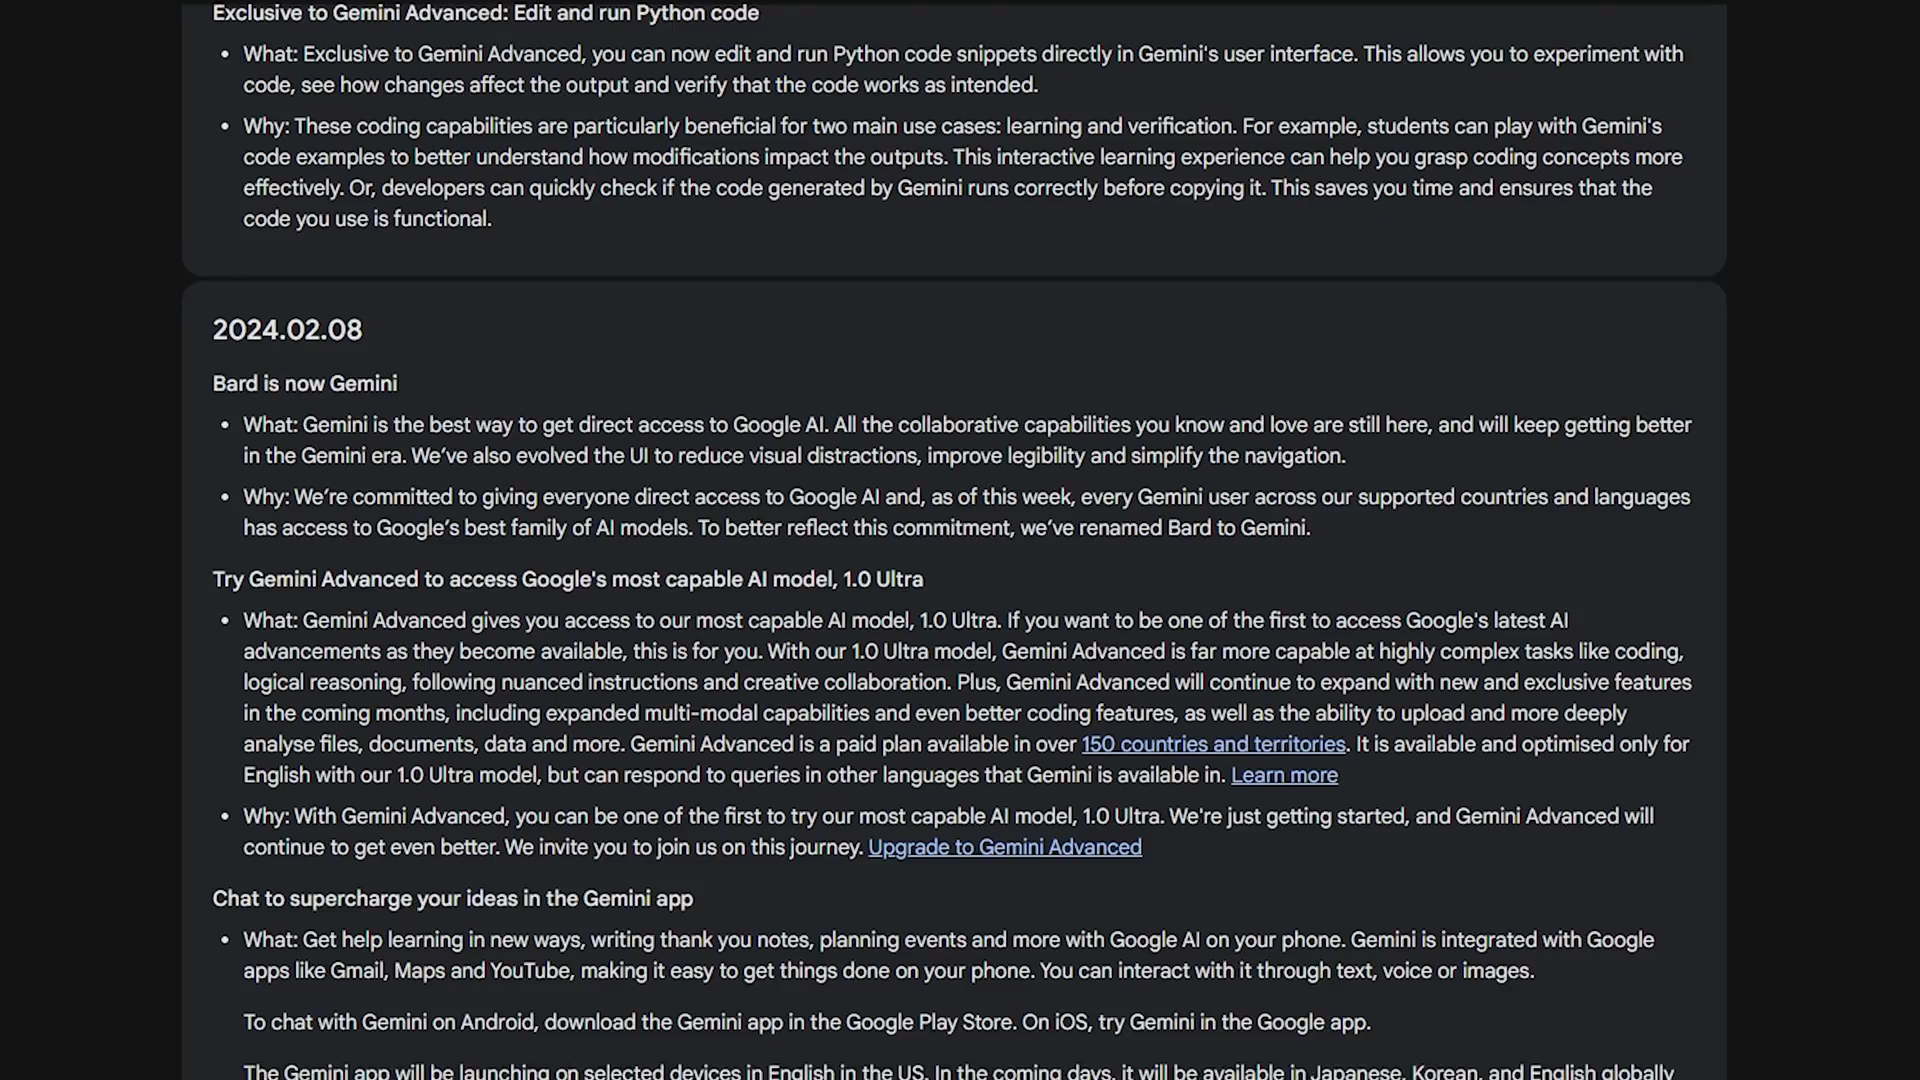 Exclusive to Gemini Advanced: Edit and run Python code
• What: Exclusive to Gemini Advanced, you can now edit and run Python code snippets directly in Gemini's user interface. This allows you to experiment with
code, see how changes affect the output and verify that the code works as intended.
• Why: These coding capabilities are particularly beneficial for two main use cases: learning and verification. For example, students can play with Gemini's
code examples to better understand how modifications impact the outputs. This interactive learning experience can help you grasp coding concepts more
effectively. Or, developers can quickly check if the code generated by Gemini runs correctly before copying it. This saves you time and ensures that the
code you use is functional.
2024.02.08
Bard is now Gemini
• What: Gemini is the best way to get direct access to Google AI. All the collaborative capabilities you know and love are still here, and will keep getting better
in the Gemini era. We’ve also evolved the UI to reduce visual distractions, improve legibility and simplify the navigation.
• Why: We’re committed to giving everyone direct access to Google AI and, as of this week, every Gemini user across our supported countries and languages
has access to Google’s best family of AI models. To better reflect this commitment, we’ve renamed Bard to Gemini.
Try Gemini Advanced to access Google's most capable AI model, 1.0 Ultra
• What: Gemini Advanced gives you access to our most capable AI model, 1.0 Ultra. If you want to be one of the first to access Google's latest AI
advancements as they become available, this is for you. With our 1.0 Ultra model, Gemini Advanced is far more capable at highly complex tasks like coding,
logical reasoning, following nuanced instructions and creative collaboration. Plus, Gemini Advanced will continue to expand with new and exclusive features
in the coming months, including expanded multi-modal capabilities and even better coding features, as well as the ability to upload and more deeply
analyse files, documents, data and more. Gemini Advanced is a paid plan available in over 150 countries and territories. It is available and optimised only for
English with our 1.0 Ultra model, but can respond to queries in other languages that Gemini is available in. Learn more
• Why: With Gemini Advanced, you can be one of the first to try our most capable AI model, 1.0 Ultra. We're just getting started, and Gemini Advanced will
continue to get even better. We invite you to join us on this journey. Upgrade to Gemini Advanced
Chat to supercharge your ideas in the Gemini app
• What: Get help learning in new ways, writing thank you notes, planning events and more with Google AI on your phone. Gemini is integrated with Google
apps like Gmail, Maps and YouTube, making it easy to get things done on your phone. You can interact with it through text, voice or images.
To chat with Gemini on Android, download the Gemini app in the Google Play Store. On iOS, try Gemini in the Google app.
The Gemini app will be launching on selected devices in English in the US. In the coming days, it will be available in Japanese, Korean, and English globally